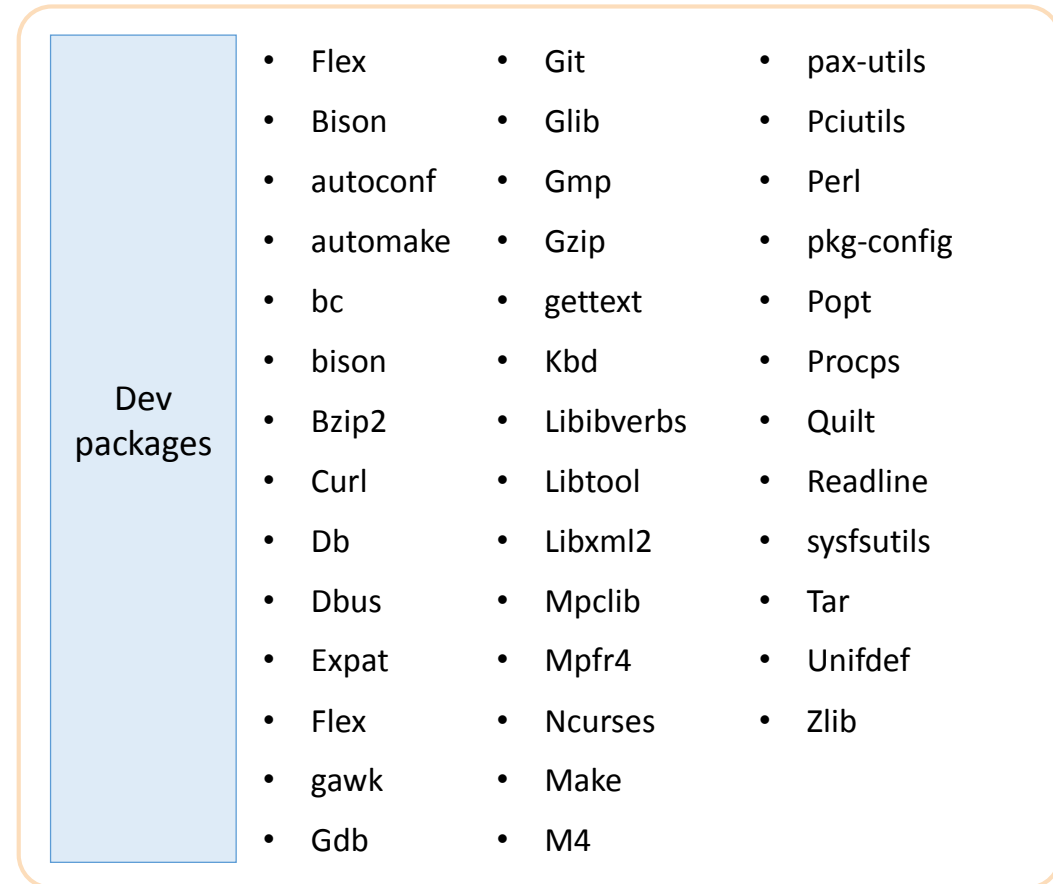 Dev
packages
• Flex
• Bison
• autoconf
• automake
• bc
• bison
• Bzip2
• Curl
• Db
• Dbus
• Expat
• Flex
• gawk
• Gdb
• Git
• Glib
• Gmp
• Gzip
• gettext
• Kbd
• Libibverbs
• Libtool
• Libxml2
• Mpclib
• Mpfr4
• Ncurses
• Make
• M4
• pax-utils
• Pciutils
• Perl
• pkg-config
• Popt
• Procps
• Quilt
• Readline
• sysfsutils
• Tar
• Unifdef
• Zlib